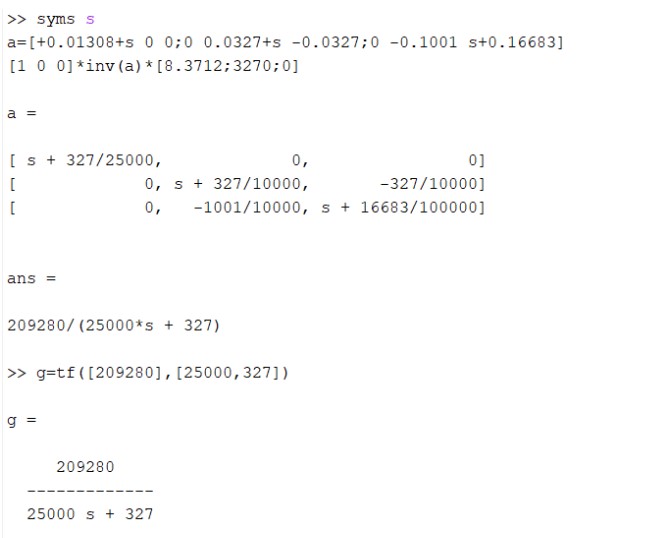 >> syms s
a=[+0.01308+s 0 0;0 0.0327+s -0.0327;0 -0.1001 s+0.16683]
[1 0 0]*inv(a)*[8.3712;3270;0]
a =
[ s + 327/25000, 0, 0]
[ 0, s + 327/10000, -327/10000]
[ 0, -1001/10000, s + 16683/100000]
ans =
209280/(25000*s + 327)
>> g=tf([209280],[25000,327])
g =
209280
-------------
25000 s + 327